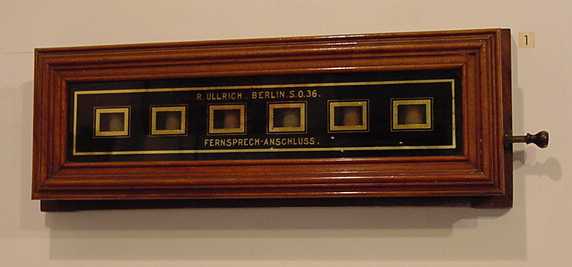 R. ULLRICH. BERLIN. S.O.36.
FERNSPRECH-ANSCHLUSS.
1